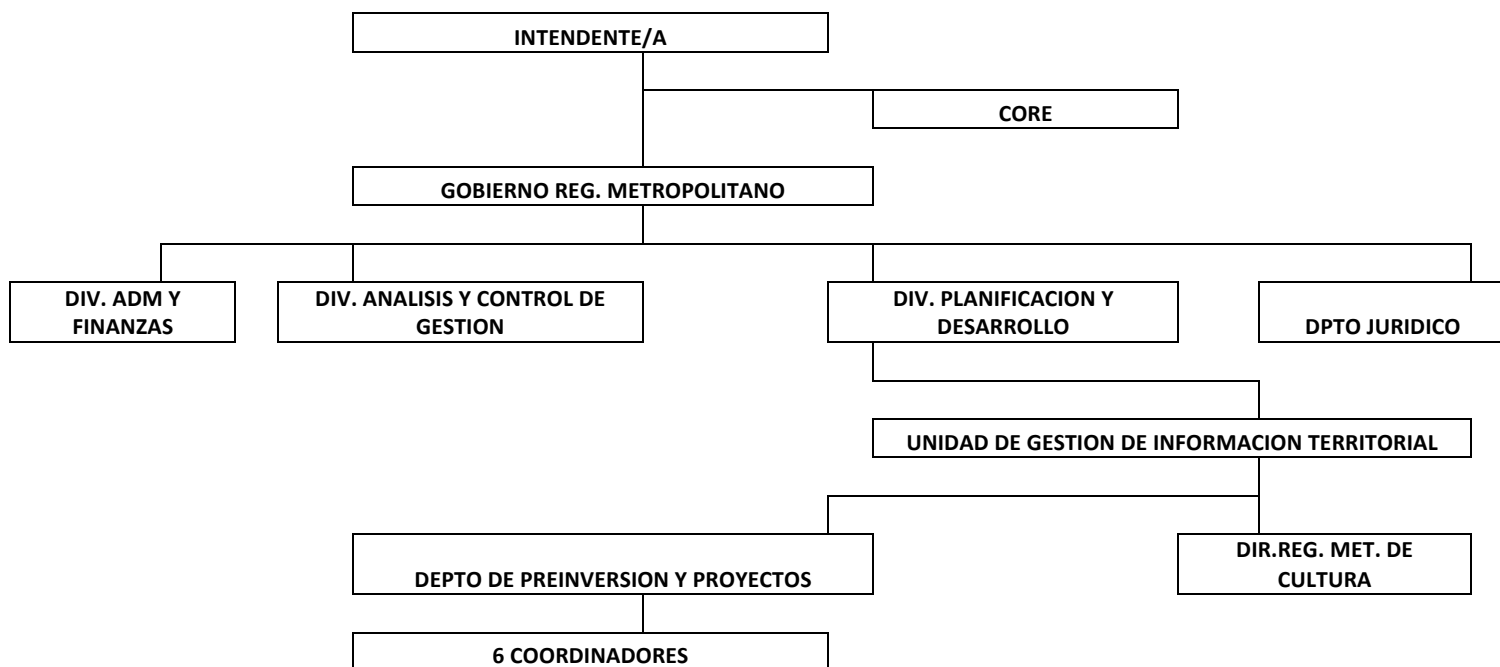 INTENDENTE/A
CORE
GOBIERNO REG. METROPOLITANO
DIV. ADM Y
FINANZAS
DIV. ANALISIS Y CONTROL DE
GESTION
DIV. PLANIFICACION Y
DESARROLLO
DPTO JURIDICO
UNIDAD DE GESTION DE INFORMACION TERRITORIAL
DEPTO DE PREINVERSION Y PROYECTOS
DIR.REG. MET. DE
CULTURA
6 COORDINADORES